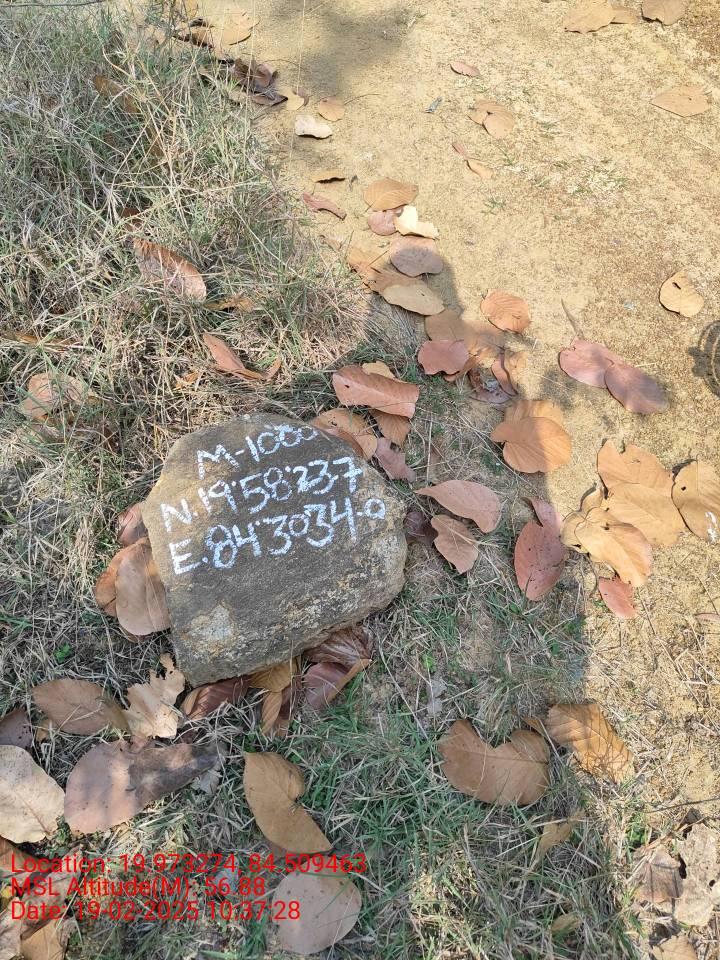 M-1000
N.19°58'23.7
E.84°30'34.0
Location: 19.973274, 84.509463
MSL Altitude(M): 56.88
Date: 19-02-2025 10:37:28